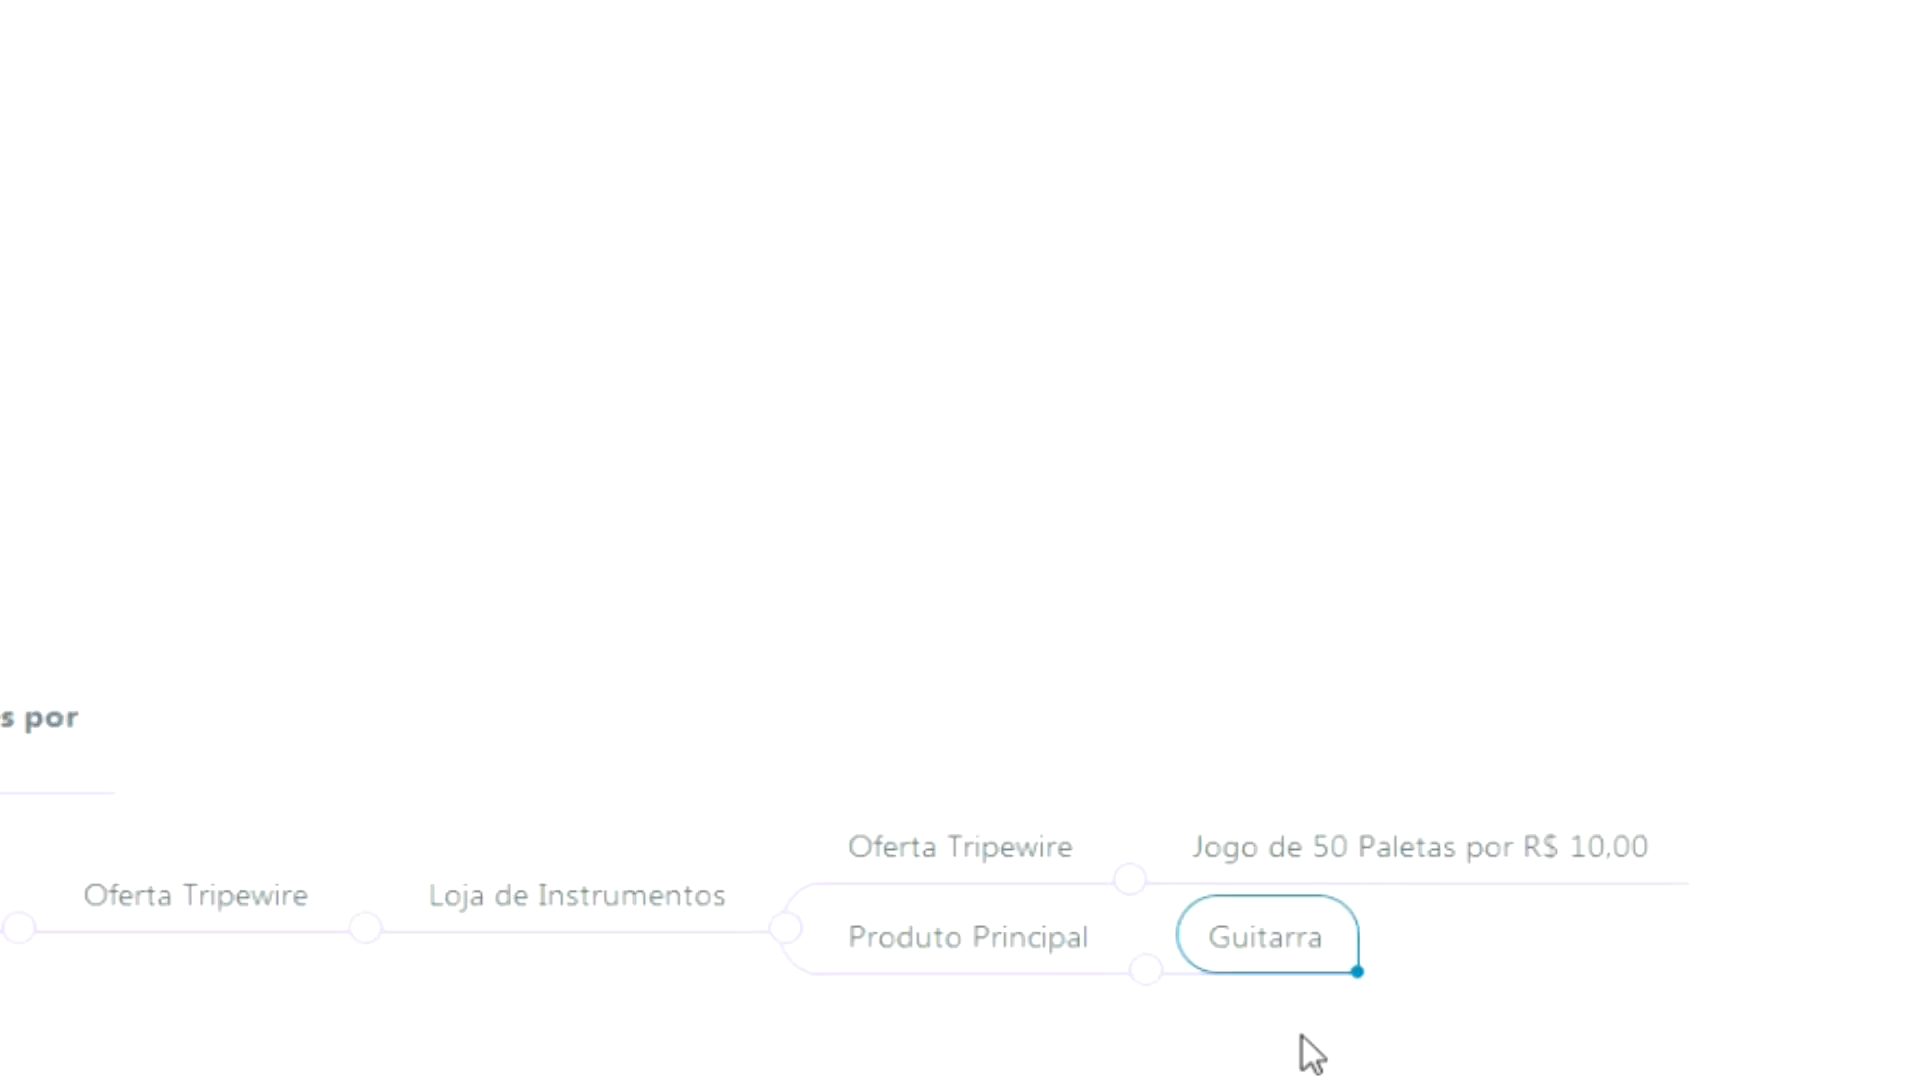 s por
Oferta Tripewire
Loja de Instrumentos
Oferta Tripewire
Jogo de 50 Paletas por R$ 10,00
Produto Principal
Guitarra